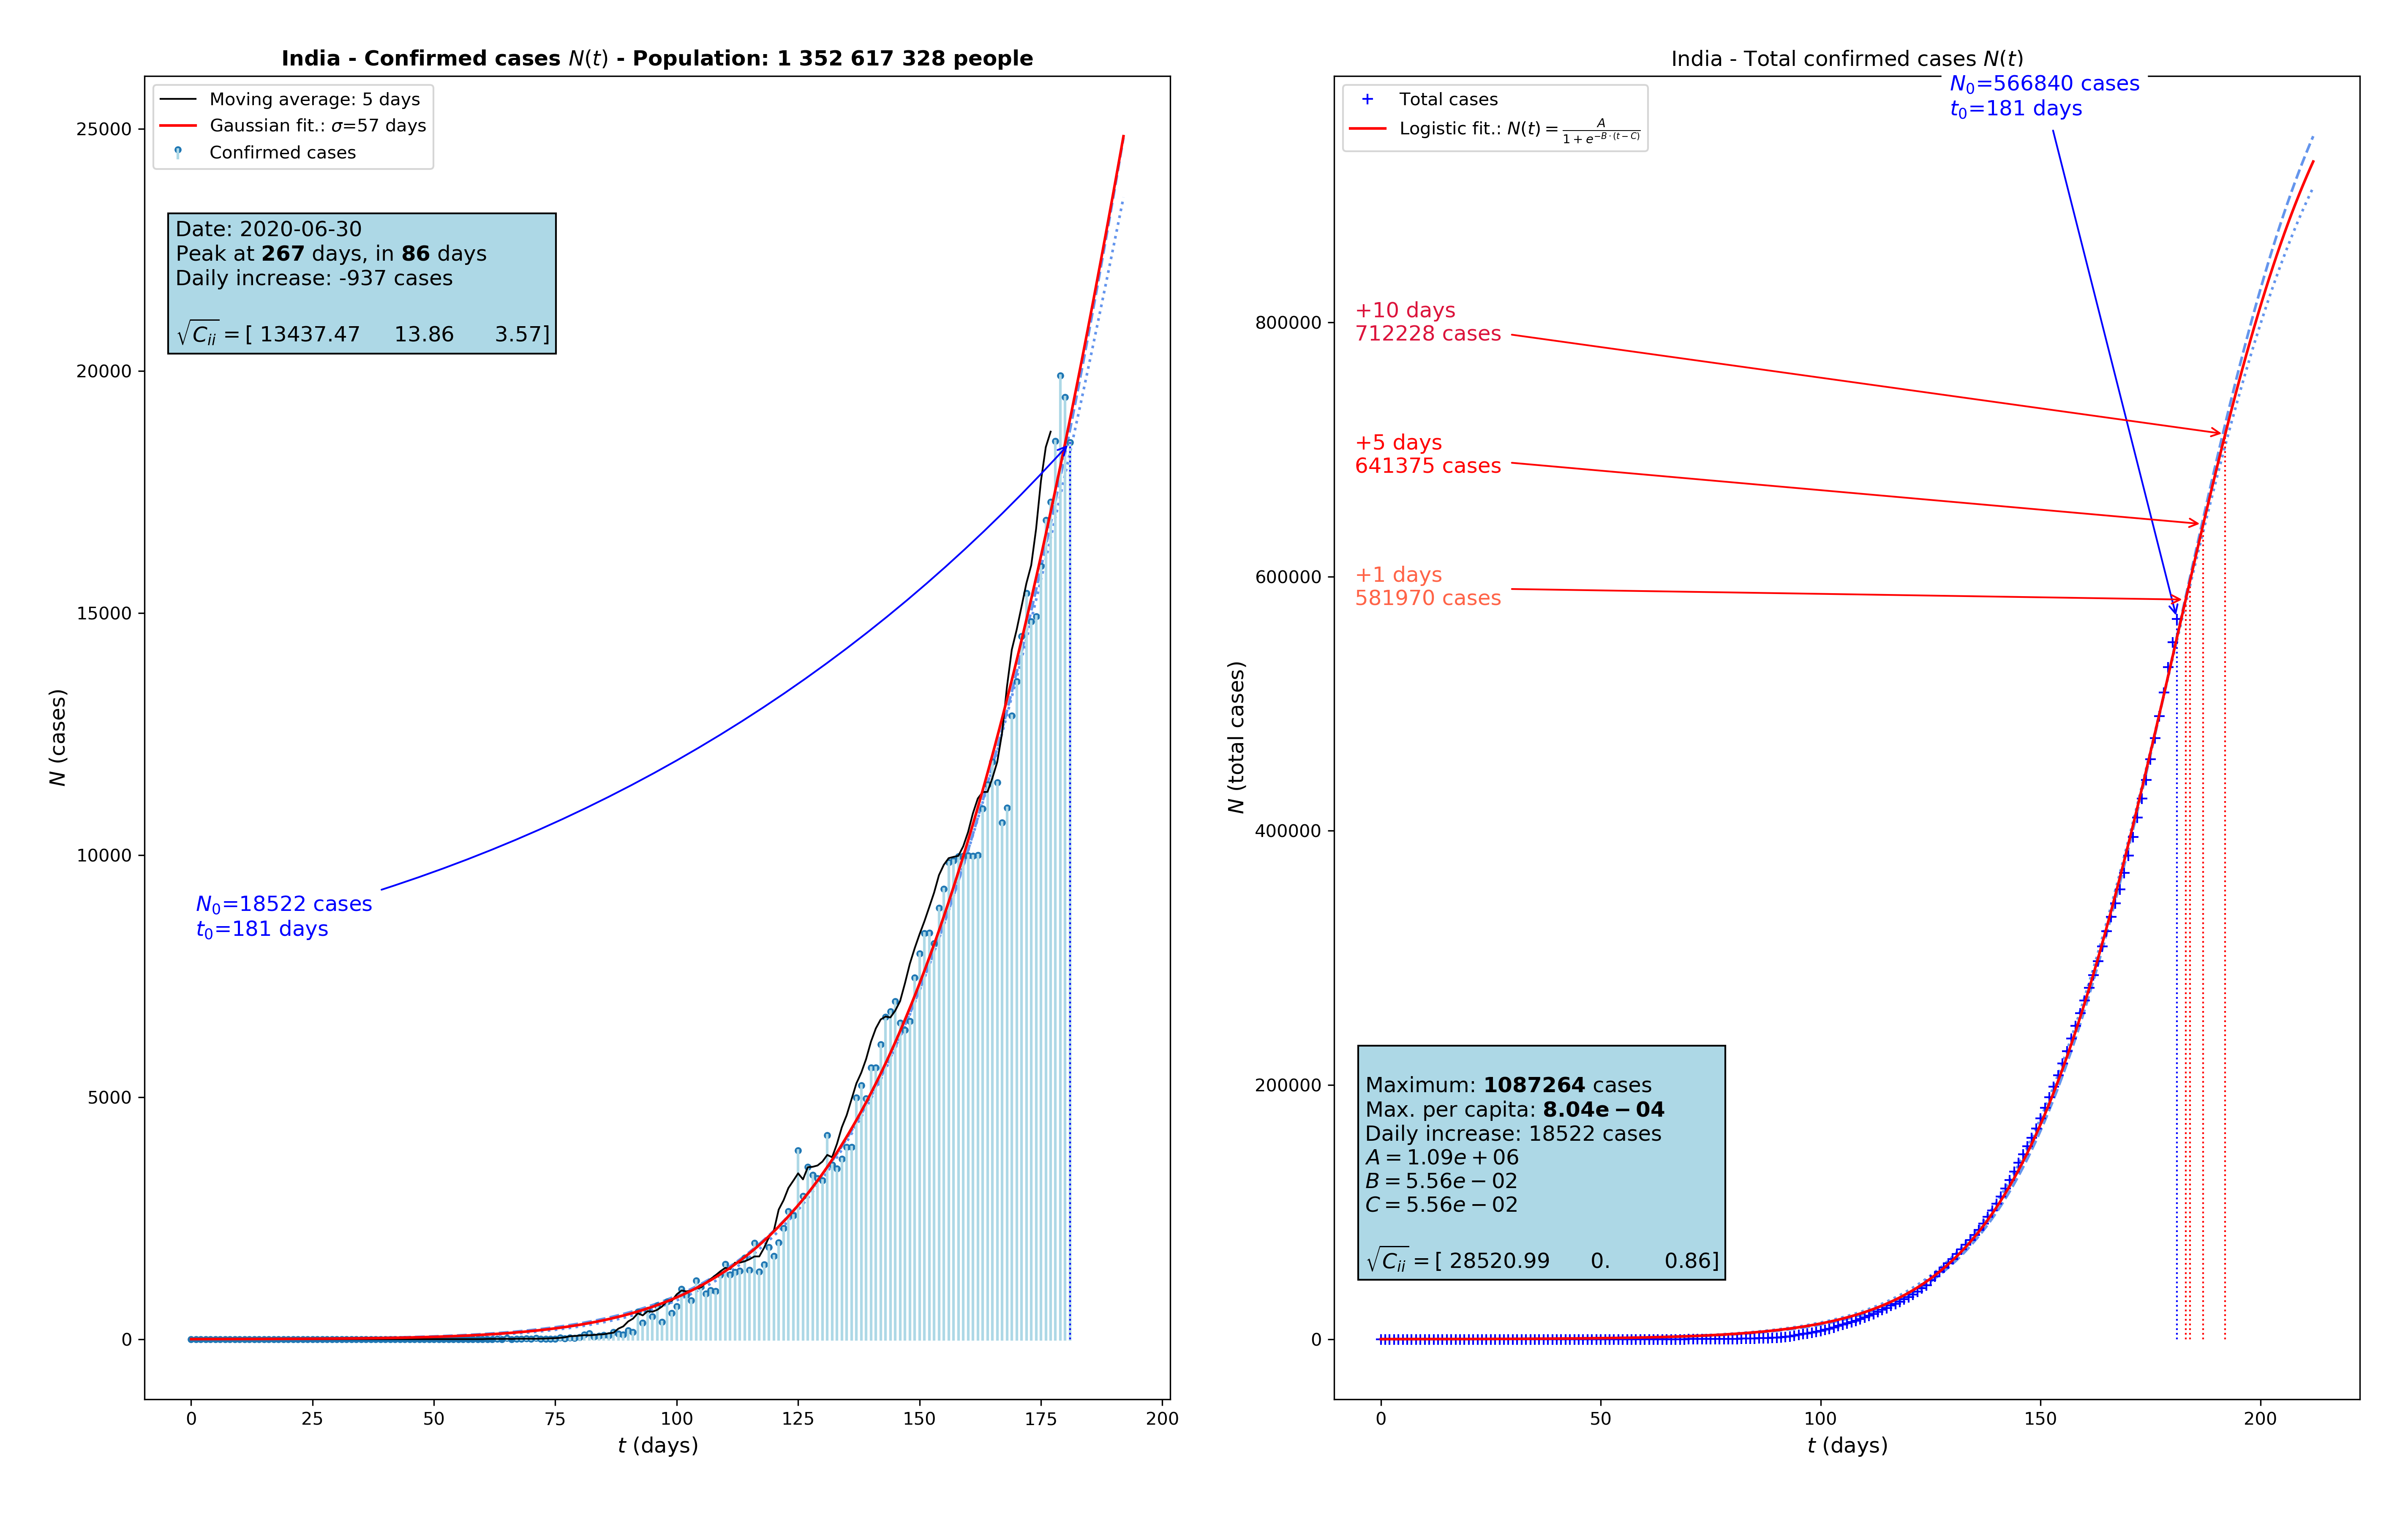 India - Confirmed cases N(t) - Population: 1 352 617 328 people
Moving average: 5 days
Gaussian fit.: σ=57 days
Confirmed cases
Date: 2020-06-30
Peak at 267 days, in 86 days
Daily increase: -937 cases
√C_ii = [ 13437.47 13.86 3.57]
N₀=18522 cases
t₀=181 days
25000
20000
15000
10000
5000
0
N (cases)
0 25 50 75 100 125 150 175 200
t (days)
India - Total confirmed cases N(t)
Total cases
Logistic fit.: N(t) = A / (1 + e^(−B·(t−C)))
N₀=566840 cases
t₀=181 days
+10 days
712228 cases
+5 days
641375 cases
+1 days
581970 cases
Maximum: 1087264 cases
Max. per capita: 8.04e − 04
Daily increase: 18522 cases
A = 1.09e + 06
B = 5.56e − 02
C = 5.56e − 02
√C_ii = [ 28520.99 0. 0.86]
800000
600000
400000
200000
0
N (total cases)
0 50 100 150 200
t (days)